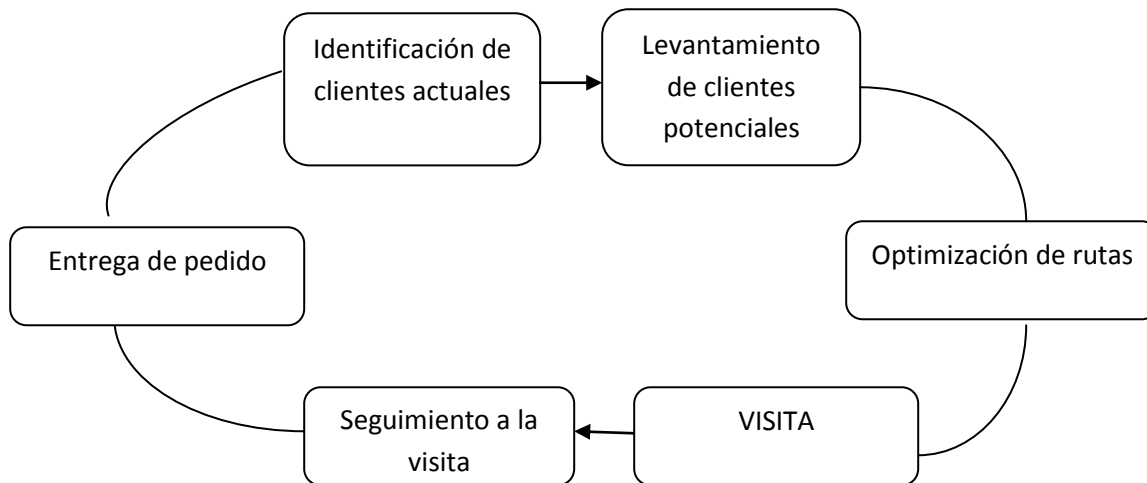 Identificación de
clientes actuales
Levantamiento
de clientes
potenciales
Entrega de pedido
Optimización de rutas
Seguimiento a la
visita
VISITA